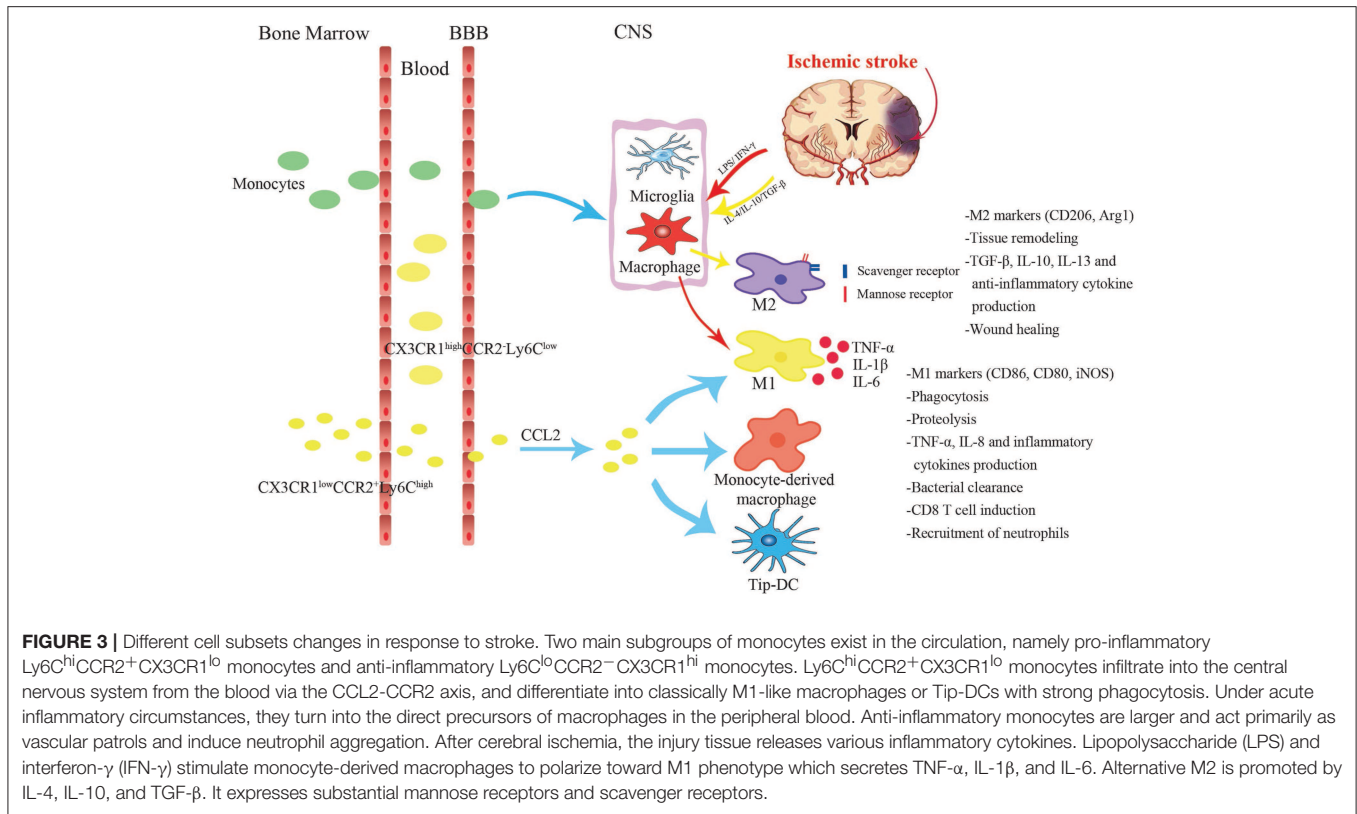 Bone Marrow
BBB
CNS
Blood
Ischemic stroke
Monocytes
LPS/ IFN-γ
IL-4/IL-10/TGF-β
Microglia
Macrophage
M2
Scavenger receptor
Mannose receptor
-M2 markers (CD206, Arg1)
-Tissue remodeling
-TGF-β, IL-10, IL-13 and
anti-inflammatory cytokine
production
-Wound healing
CX3CR1highCCR2-Ly6Clow
M1
TNF-α
IL-1β
IL-6
-M1 markers (CD86, CD80, iNOS)
-Phagocytosis
-Proteolysis
-TNF-α, IL-8 and inflammatory
cytokines production
-Bacterial clearance
-CD8 T cell induction
-Recruitment of neutrophils
CCL2
CX3CR1lowCCR2+Ly6Chigh
Monocyte-derived
macrophage
Tip-DC
FIGURE 3 | Different cell subsets changes in response to stroke. Two main subgroups of monocytes exist in the circulation, namely pro-inflammatory
Ly6ChiCCR2+CX3CR1lo monocytes and anti-inflammatory Ly6CloCCR2−CX3CR1hi monocytes. Ly6ChiCCR2+CX3CR1lo monocytes infiltrate into the central
nervous system from the blood via the CCL2-CCR2 axis, and differentiate into classically M1-like macrophages or Tip-DCs with strong phagocytosis. Under acute
inflammatory circumstances, they turn into the direct precursors of macrophages in the peripheral blood. Anti-inflammatory monocytes are larger and act primarily as
vascular patrols and induce neutrophil aggregation. After cerebral ischemia, the injury tissue releases various inflammatory cytokines. Lipopolysaccharide (LPS) and
interferon-γ (IFN-γ) stimulate monocyte-derived macrophages to polarize toward M1 phenotype which secretes TNF-α, IL-1β, and IL-6. Alternative M2 is promoted by
IL-4, IL-10, and TGF-β. It expresses substantial mannose receptors and scavenger receptors.